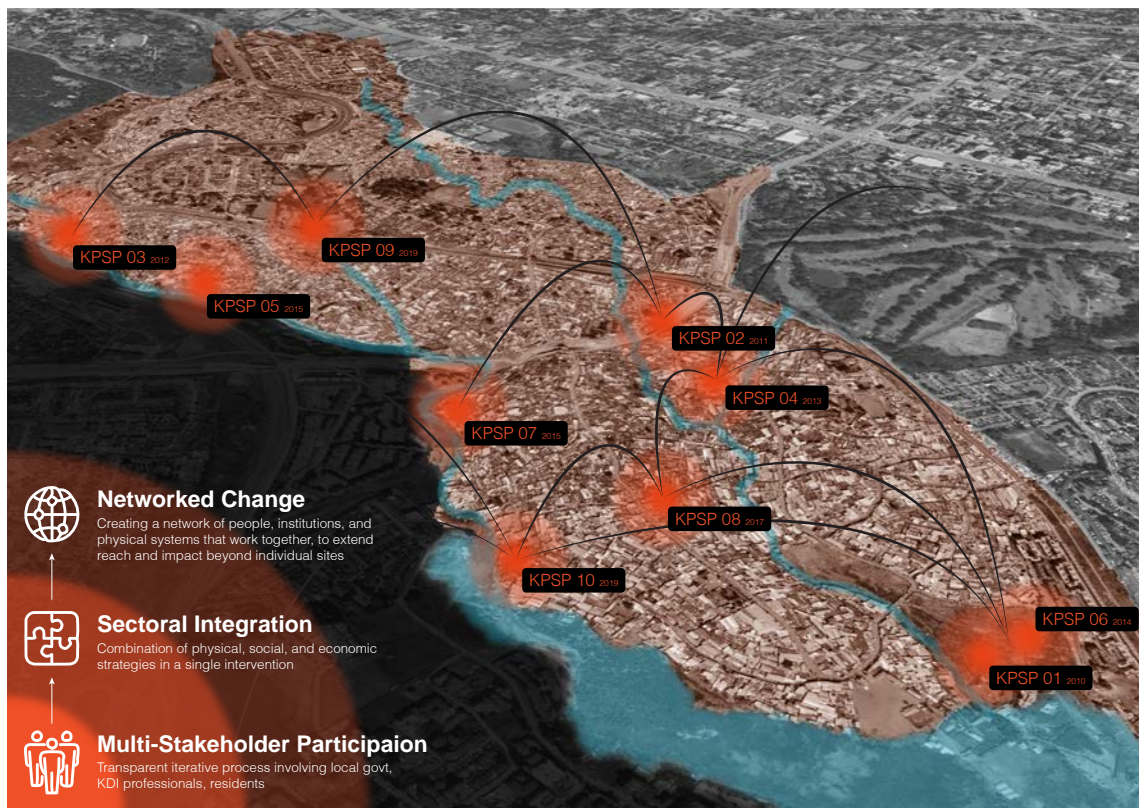 KPSP 03 2012
KPSP 09 2019
KPSP 05 2015
KPSP 02 2011
KPSP 04 2013
KPSP 07 2015
KPSP 08 2017
KPSP 10 2019
KPSP 06 2014
KPSP 01 2010
Networked Change
Creating a network of people, institutions, and
physical systems that work together, to extend
reach and impact beyond individual sites
Sectoral Integration
Combination of physical, social, and economic
strategies in a single intervention
Multi-Stakeholder Participaion
Transparent iterative process involving local govt,
KDI professionals, residents